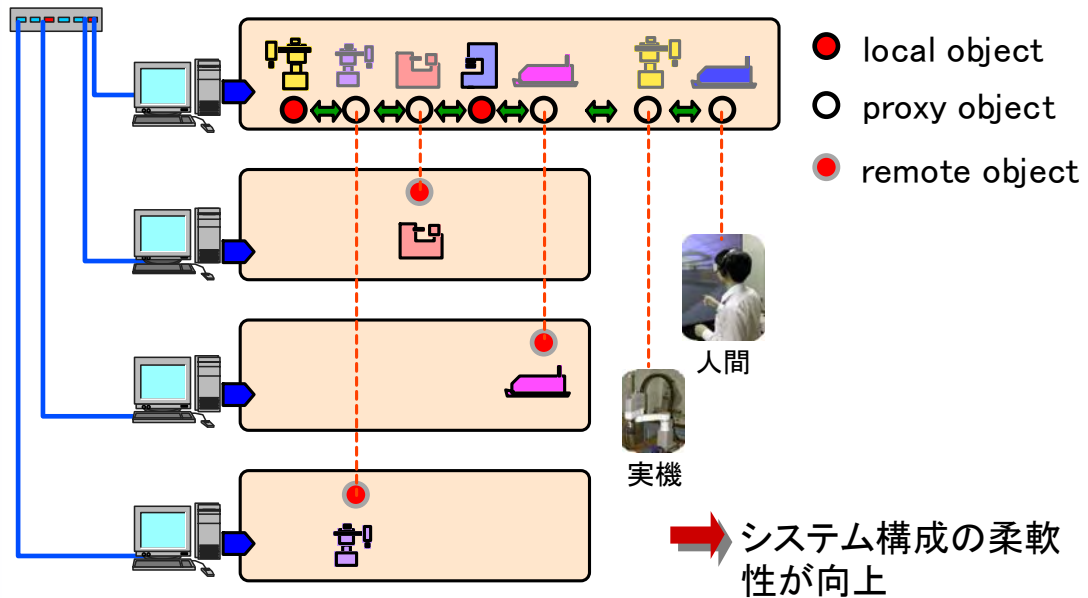 local object
proxy object
remote object
人間
実機
システム構成の柔軟
性が向上